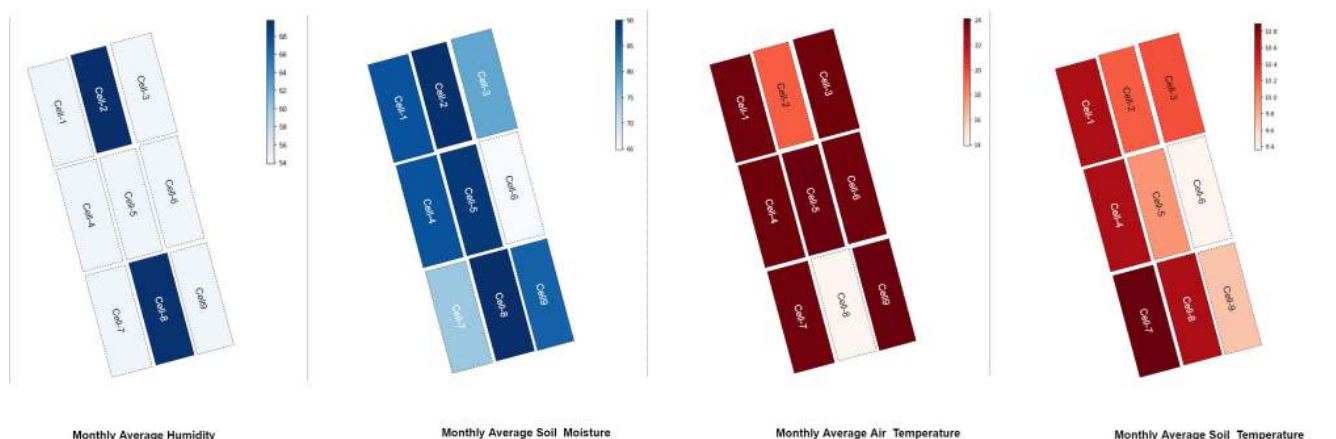 Cell-1
Cell-2
Cell-3
Cell-4
Cell-5
Cell-6
Cell-7
Cell-8
Cell9
68
66
64
62
60
58
56
54
Monthly Average Humidity
Cell-1
Cell-2
Cell-3
Cell-4
Cell-5
Cell-6
Cell-7
Cell-8
Cell9
90
85
80
75
70
65
Monthly Average Soil Moisture
Cell-1
Cell-2
Cell-3
Cell-4
Cell-5
Cell-6
Cell-7
Cell-8
Cell9
24
22
20
Monthly Average Air Temperature
Cell-1
Cell-2
Cell-3
Cell-4
Cell-5
Cell-6
Cell-7
Cell-8
Cell-9
9.6
9.4
Monthly Average Soil Temperature